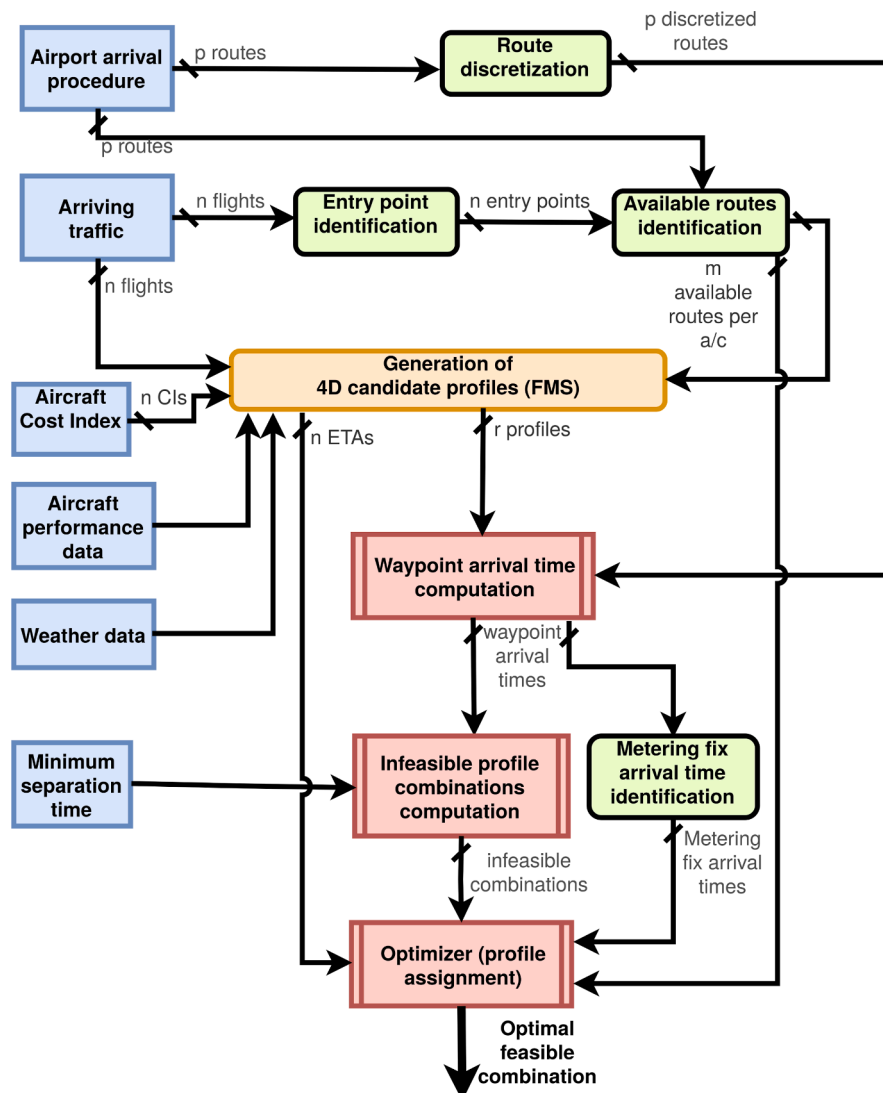 Airport arrival
procedure
p routes
Route
discretization
p discretized
routes
p routes
Arriving
traffic
n flights
Entry point
identification
n entry points
Available routes
identification
n flights
m
available
routes per
a/c
Generation of
4D candidate profiles (FMS)
Aircraft
Cost Index
n CIs
n ETAs
r profiles
Aircraft
performance
data
Waypoint arrival time
computation
Weather data
waypoint
arrival
times
Minimum
separation
time
Infeasible profile
combinations
computation
Metering fix
arrival time
identification
infeasible
combinations
Metering
fix arrival
times
Optimizer (profile
assignment)
Optimal
feasible
combination